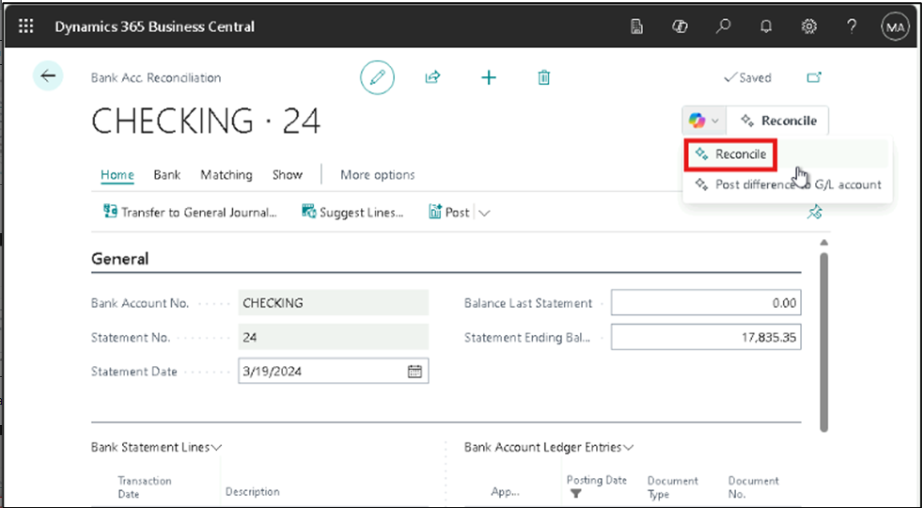 Dynamics 365 Business Central
MA
Bank Acc. Reconciliation
Saved
CHECKING · 24
Reconcile
Reconcile
Post difference to G/L account
Home Bank Matching Show More options
Transfer to General Journal... Suggest Lines... Post
General
Bank Account No. CHECKING Balance Last Statement 0.00
Statement No. 24 Statement Ending Bal... 17,835.35
Statement Date 3/19/2024
Bank Statement Lines Bank Account Ledger Entries
Transaction Date Description App... Posting Date Document Type Document No.